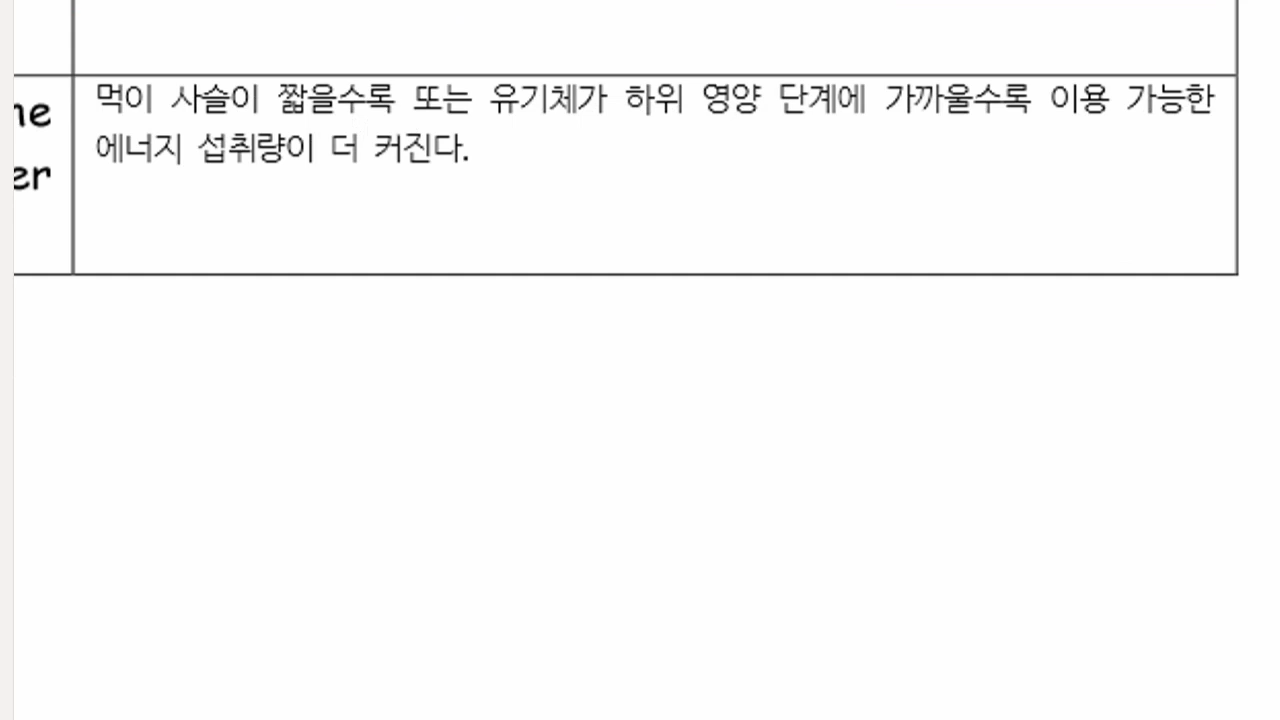 먹이 사슬이 짧을수록 또는 유기체가 하위 영양 단계에 가까울수록 이용 가능한
에너지 섭취량이 더 커진다.